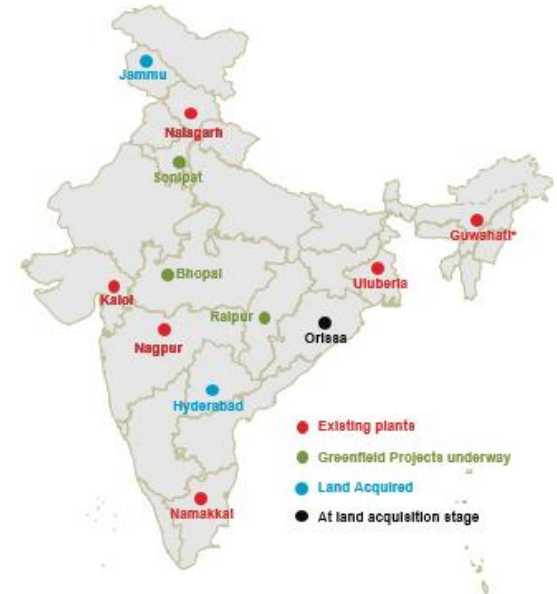 Jammu
Nalagarh
Sonipat
Guwahati*
Bhopal
Uluberia
Kalol
Raipur
Orissa
Nagpur
Hyderabad
Existing plants
Greenfield Projects underway
Land Acquired
Namakkal
At land acquisition stage